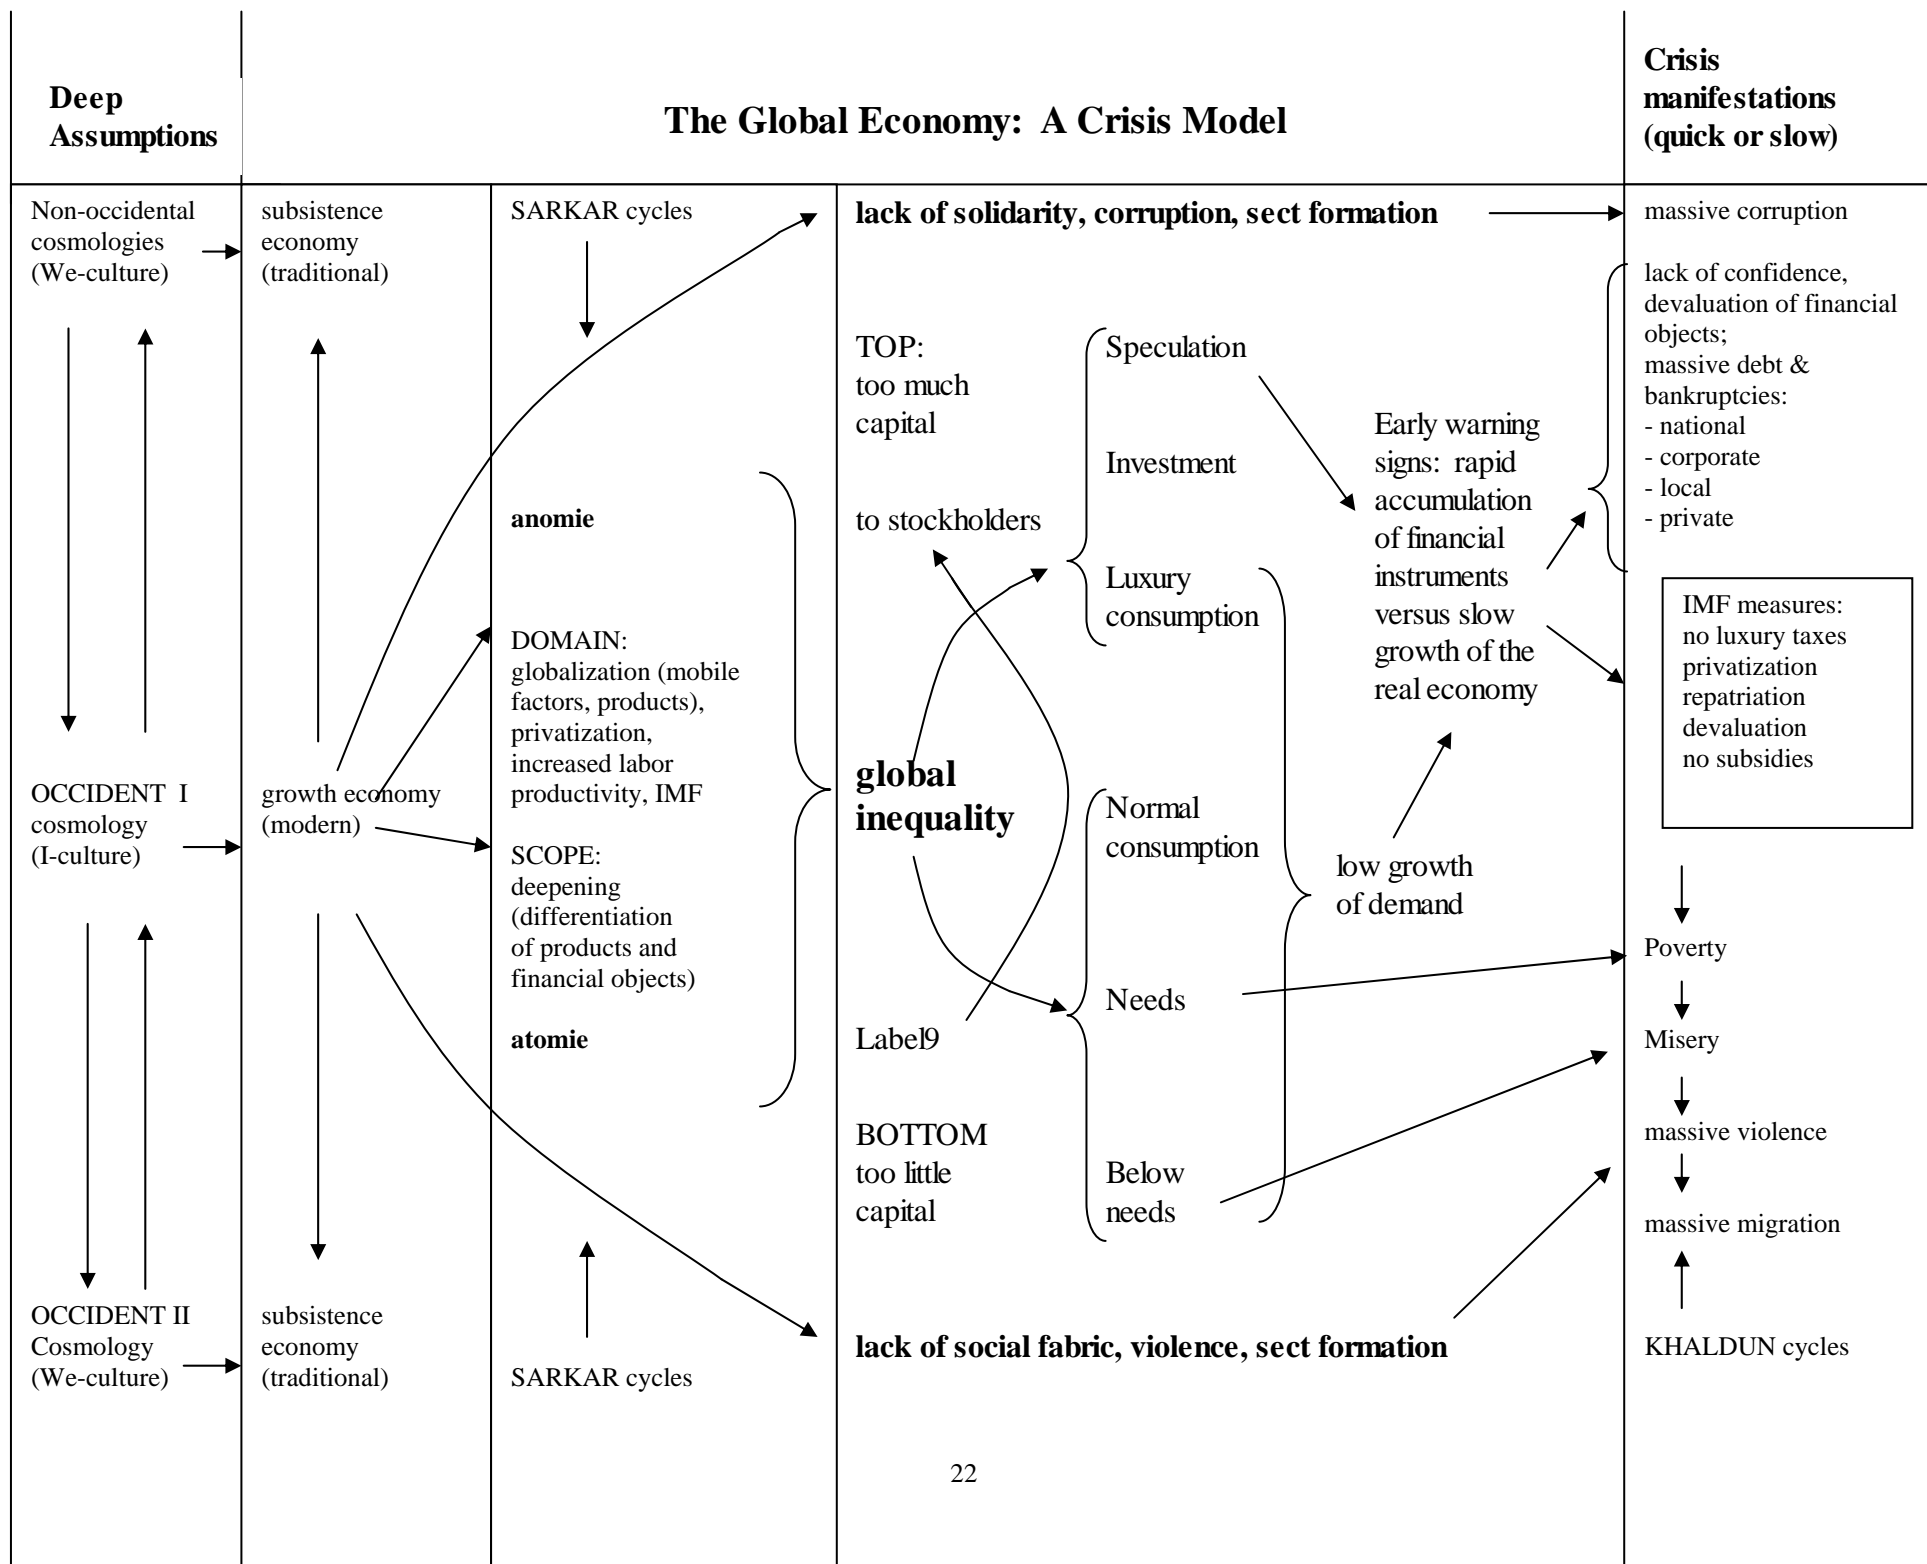 Deep
Assumptions
The Global Economy: A Crisis Model
Crisis
manifestations
(quick or slow)
Non-occidental
cosmologies
(We-culture)
OCCIDENT I
cosmology
(I-culture)
OCCIDENT II
Cosmology
(We-culture)
subsistence
economy
(traditional)
growth economy
(modern)
subsistence
economy
(traditional)
SARKAR cycles
anomie
DOMAIN:
globalization (mobile
factors, products),
privatization,
increased labor
productivity, IMF
SCOPE:
deepening
(differentiation
of products and
financial objects)
atomie
SARKAR cycles
lack of solidarity, corruption, sect formation
TOP:
too much
capital
to stockholders
global
inequality
Label9
BOTTOM
too little
capital
Speculation
Investment
Luxury
consumption
Normal
consumption
Needs
Below
needs
Early warning
signs: rapid
accumulation
of financial
instruments
versus slow
growth of the
real economy
low growth
of demand
lack of social fabric, violence, sect formation
massive corruption
lack of confidence,
devaluation of financial
objects;
massive debt &
bankruptcies:
- national
- corporate
- local
- private
IMF measures:
no luxury taxes
privatization
repatriation
devaluation
no subsidies
Poverty
Misery
massive violence
massive migration
KHALDUN cycles
22